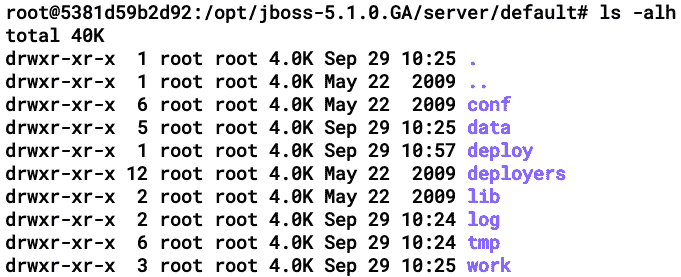 root@5381d59b2d92:/opt/jboss-5.1.0.GA/server/default# ls -alh
total 40K
drwxr-xr-x  1 root root 4.0K Sep 29 10:25 .
drwxr-xr-x  1 root root 4.0K May 22  2009 ..
drwxr-xr-x  6 root root 4.0K May 22  2009 conf
drwxr-xr-x  5 root root 4.0K Sep 29 10:25 data
drwxr-xr-x  1 root root 4.0K Sep 29 10:57 deploy
drwxr-xr-x 12 root root 4.0K May 22  2009 deployers
drwxr-xr-x  2 root root 4.0K May 22  2009 lib
drwxr-xr-x  2 root root 4.0K Sep 29 10:24 log
drwxr-xr-x  6 root root 4.0K Sep 29 10:24 tmp
drwxr-xr-x  3 root root 4.0K Sep 29 10:25 work